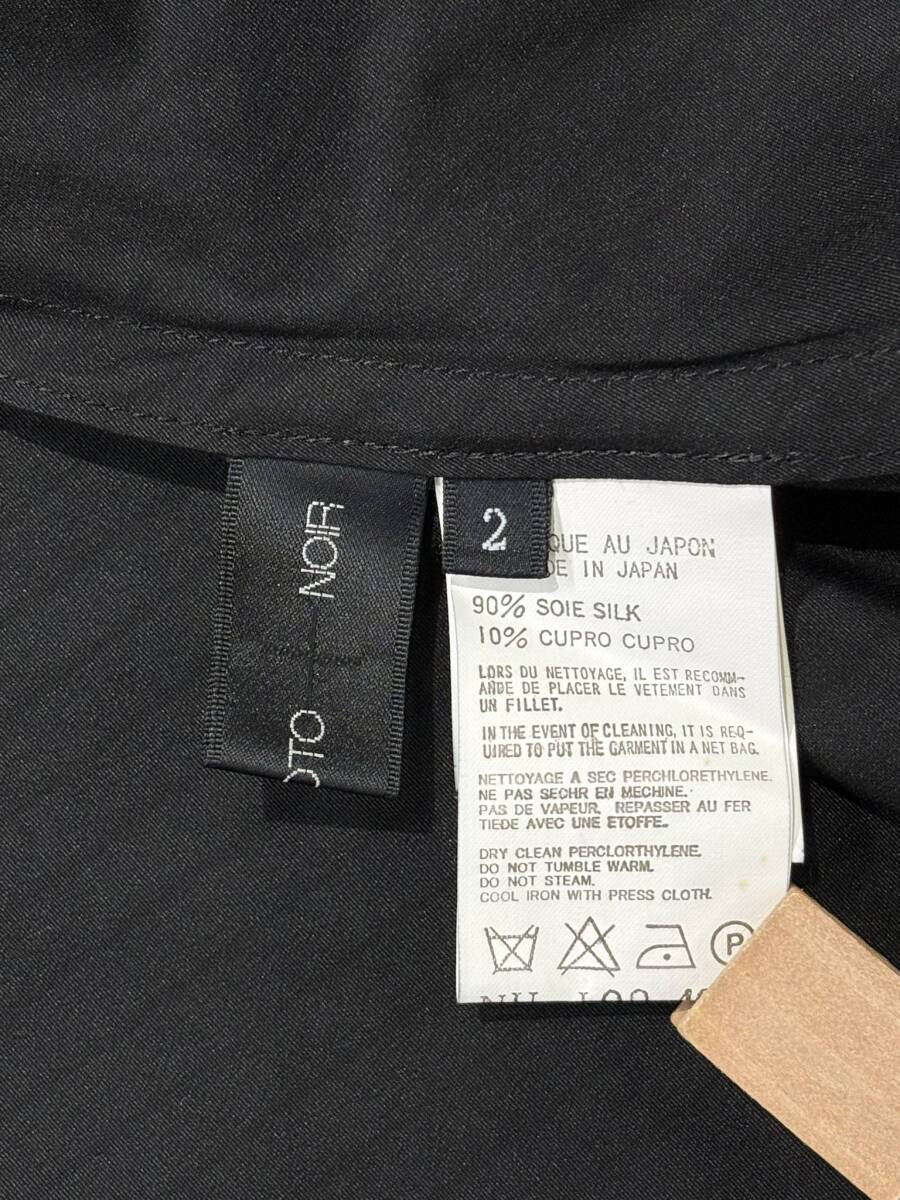 NOIR
OTO
2
QUE AU JAPON
DE IN JAPAN
90% SOIE SILK
10% CUPRO CUPRO
LORS DU NETTOYAGE, IL EST RECOMM-
ANDE DE PLACER LE VETEMENT DANS
UN FILLET.
IN THE EVENT OF CLEANING, IT IS REQ-
UIRED TO PUT THE GARMENT IN A NET BAG.
NETTOYAGE A SEC PERCHLORETHYLENE.
NE PAS SECHR EN MECHINE.
PAS DE VAPEUR. REPASSER AU FER
TIEDE AVEC UNE ETOFFE.
DRY CLEAN PERCLORTHYLENE.
DO NOT TUMBLE WARM.
DO NOT STEAM.
COOL IRON WITH PRESS CLOTH.
P